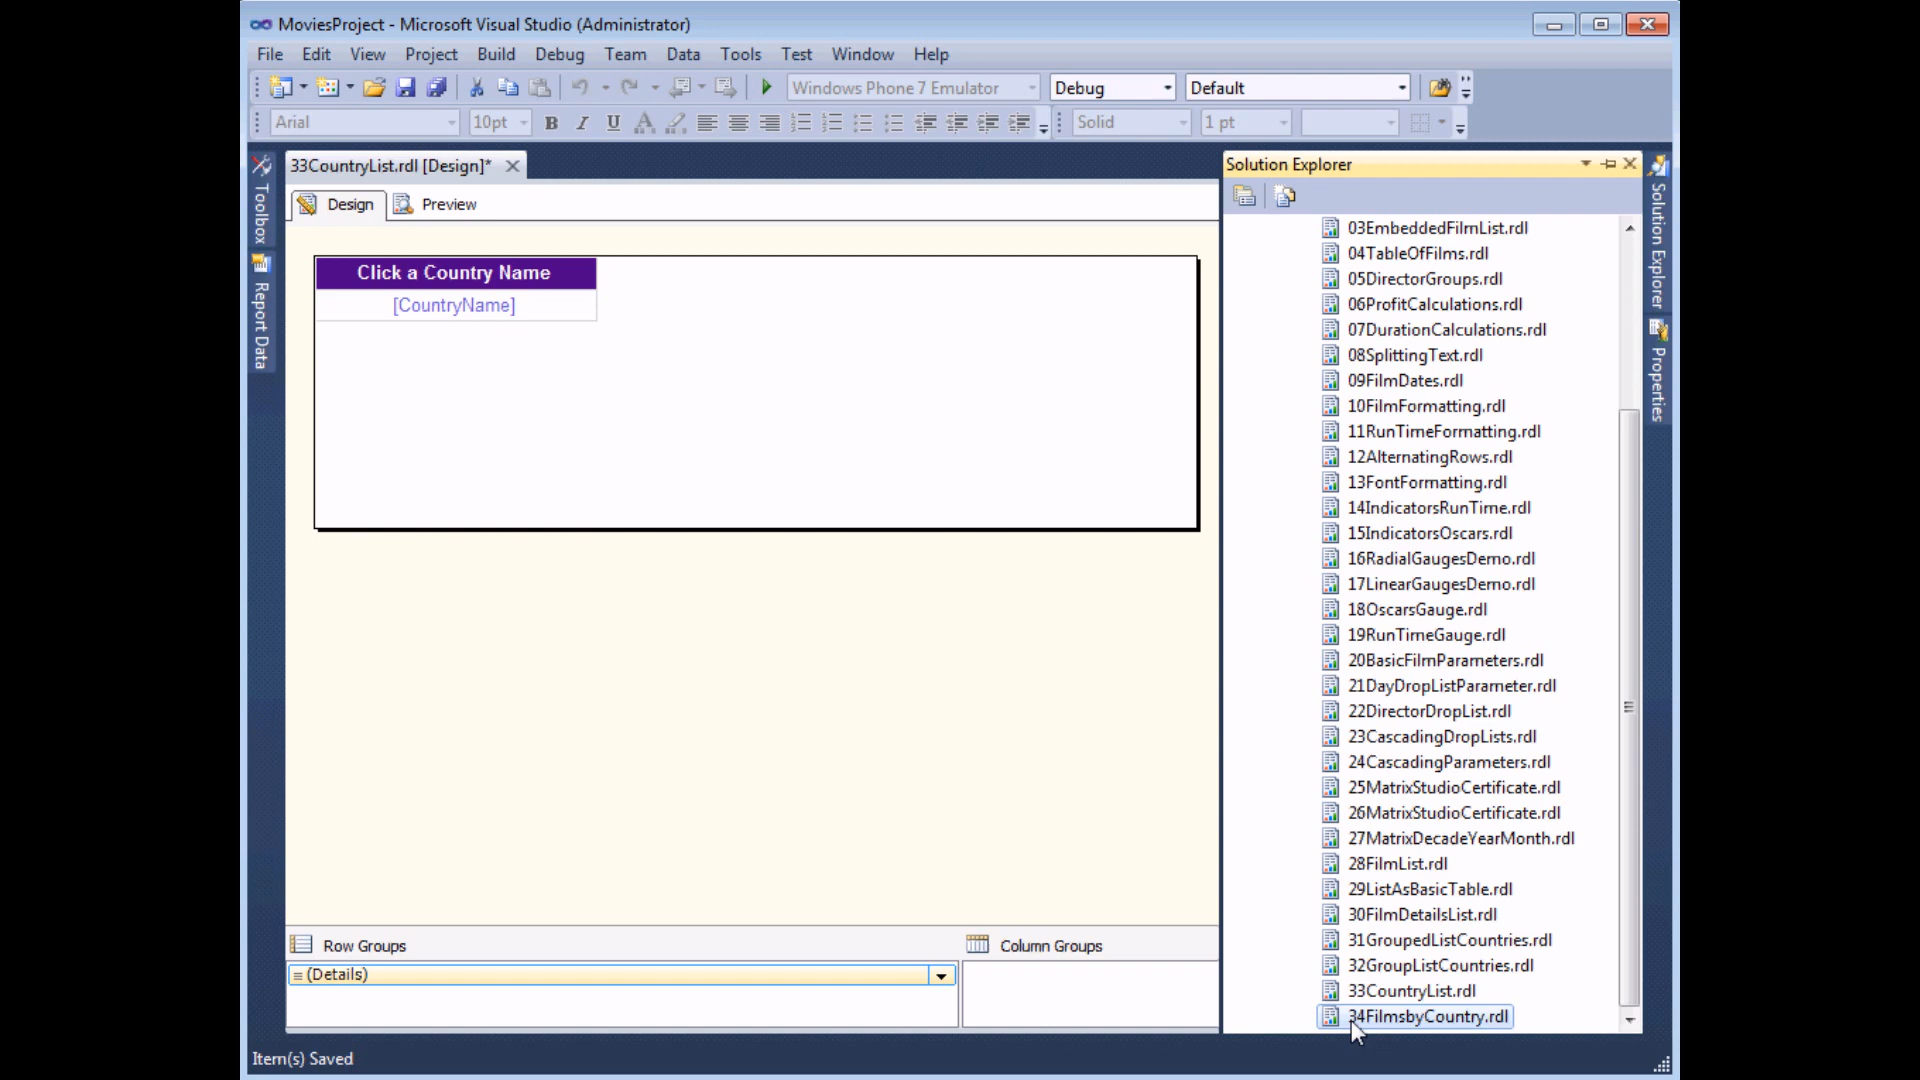 MoviesProject - Microsoft Visual Studio (Administrator)
File Edit View Project Build Debug Team Data Tools Test Window Help
Windows Phone 7 Emulator Debug Default
Arial 10pt B I U A Solid 1 pt
33CountryList.rdl [Design]*
Design Preview
Toolbox
Report Data
Click a Country Name
[CountryName]
Row Groups
(Details)
Column Groups
Solution Explorer
03EmbeddedFilmList.rdl
04TableOfFilms.rdl
05DirectorGroups.rdl
06ProfitCalculations.rdl
07DurationCalculations.rdl
08SplittingText.rdl
09FilmDates.rdl
10FilmFormatting.rdl
11RunTimeFormatting.rdl
12AlternatingRows.rdl
13FontFormatting.rdl
14IndicatorsRunTime.rdl
15IndicatorsOscars.rdl
16RadialGaugesDemo.rdl
17LinearGaugesDemo.rdl
18OscarsGauge.rdl
19RunTimeGauge.rdl
20BasicFilmParameters.rdl
21DayDropListParameter.rdl
22DirectorDropList.rdl
23CascadingDropLists.rdl
24CascadingParameters.rdl
25MatrixStudioCertificate.rdl
26MatrixStudioCertificate.rdl
27MatrixDecadeYearMonth.rdl
28FilmList.rdl
29ListAsBasicTable.rdl
30FilmDetailsList.rdl
31GroupedListCountries.rdl
32GroupListCountries.rdl
33CountryList.rdl
34FilmsbyCountry.rdl
Solution Explorer
Properties
Item(s) Saved